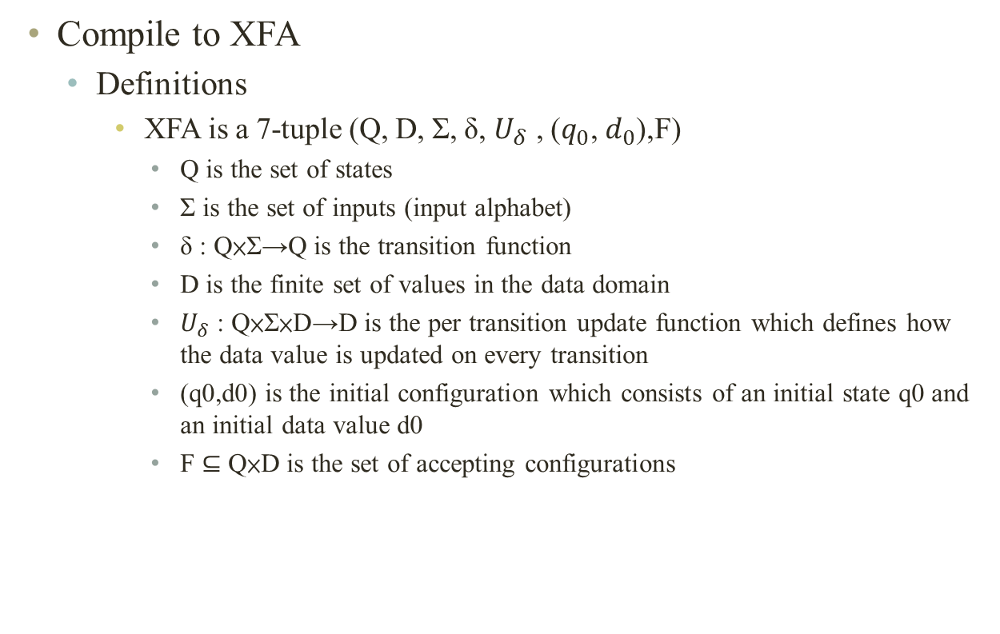 • Compile to XFA
• Definitions
• XFA is a 7-tuple (Q, D, Σ, δ, U_δ , (q_0, d_0),F)
• Q is the set of states
• Σ is the set of inputs (input alphabet)
• δ : Q×Σ→Q is the transition function
• D is the finite set of values in the data domain
• U_δ : Q×Σ×D→D is the per transition update function which defines how
the data value is updated on every transition
• (q0,d0) is the initial configuration which consists of an initial state q0 and
an initial data value d0
• F ⊆ Q×D is the set of accepting configurations